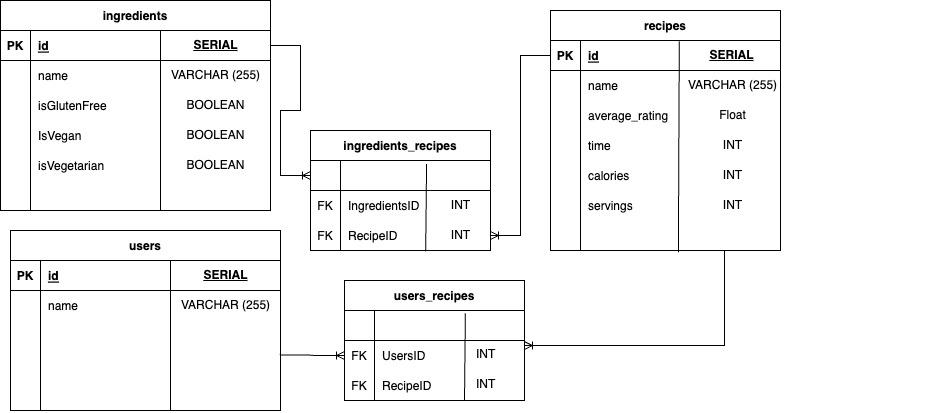 ingredients
PK id SERIAL
name VARCHAR (255)
isGlutenFree BOOLEAN
IsVegan BOOLEAN
isVegetarian BOOLEAN
recipes
PK id SERIAL
name VARCHAR (255)
average_rating Float
time INT
calories INT
servings INT
ingredients_recipes
FK IngredientsID INT
FK RecipeID INT
users
PK id SERIAL
name VARCHAR (255)
users_recipes
FK UsersID INT
FK RecipeID INT